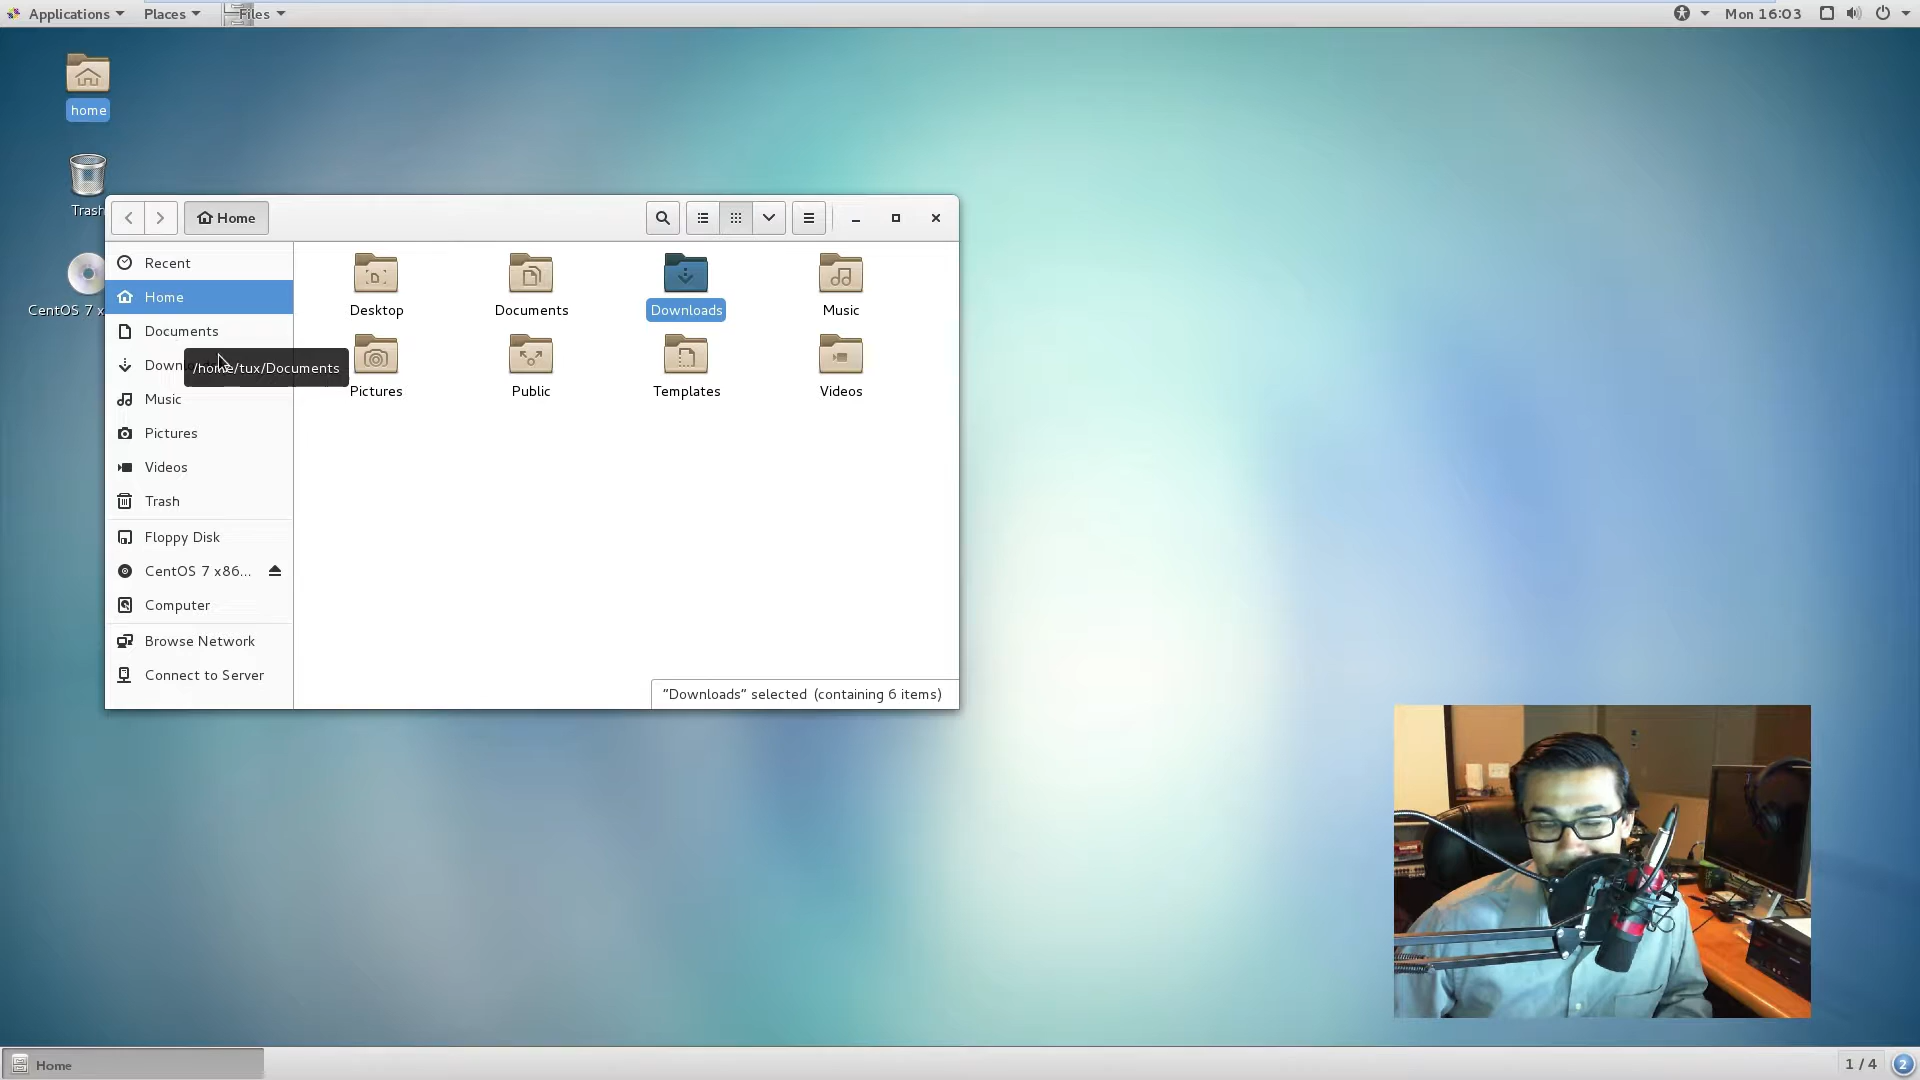 Applications
Places
Files
Mon 16:03
home
Trash
CentOS 7 x
Home
Recent
Home
Documents
Downl
/home/tux/Documents
Music
Pictures
Videos
Trash
Floppy Disk
CentOS 7 x86...
Computer
Browse Network
Connect to Server
Desktop
Documents
Downloads
Music
Pictures
Public
Templates
Videos
"Downloads" selected (containing 6 items)
Home
1 / 4
2